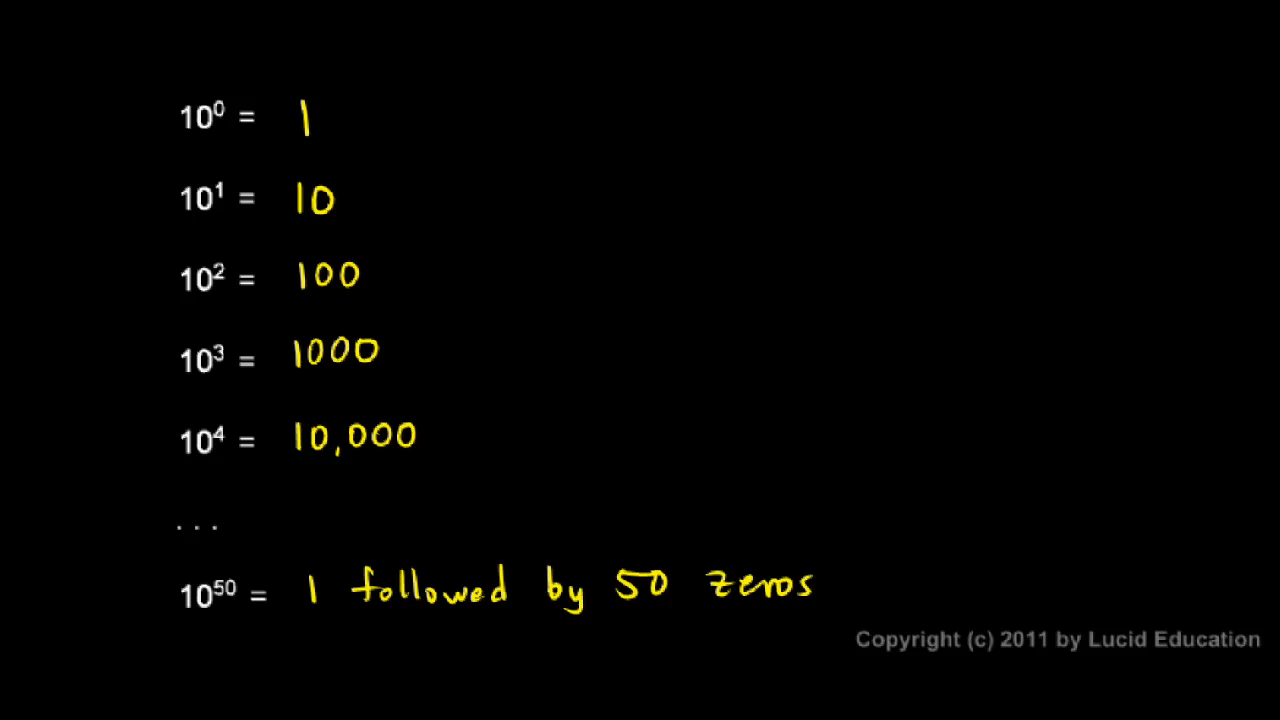 10⁰ = 1
10¹ = 10
10² = 100
10³ = 1000
10⁴ = 10,000
...
10⁵⁰ = 1 followed by 50 zeros
Copyright (c) 2011 by Lucid Education